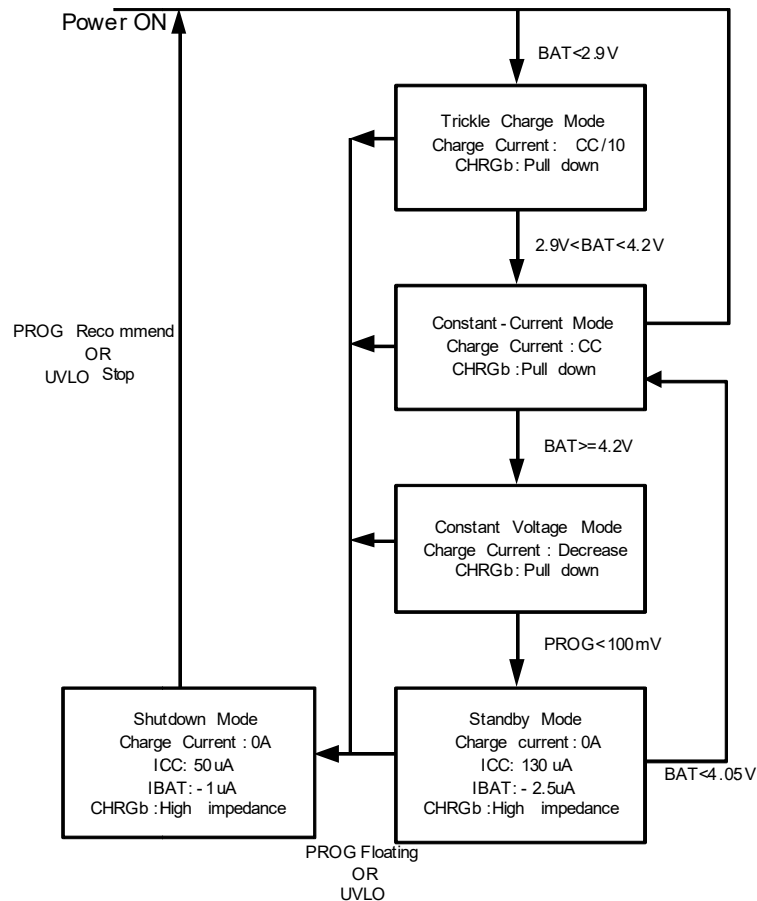 Power ON
BAT<2.9V
Trickle Charge Mode
Charge Current: CC/10
CHRGb: Pull down
2.9V<BAT<4.2V
Constant-Current Mode
Charge Current: CC
CHRGb: Pull down
PROG Recommend
OR
UVLO Stop
BAT>=4.2V
Constant Voltage Mode
Charge Current: Decrease
CHRGb: Pull down
PROG<100mV
Shutdown Mode
Charge Current: 0A
ICC: 50uA
IBAT: -1uA
CHRGb: High impedance
Standby Mode
Charge current: 0A
ICC: 130uA
IBAT: -2.5uA
CHRGb: High impedance
BAT<4.05V
PROG Floating
OR
UVLO